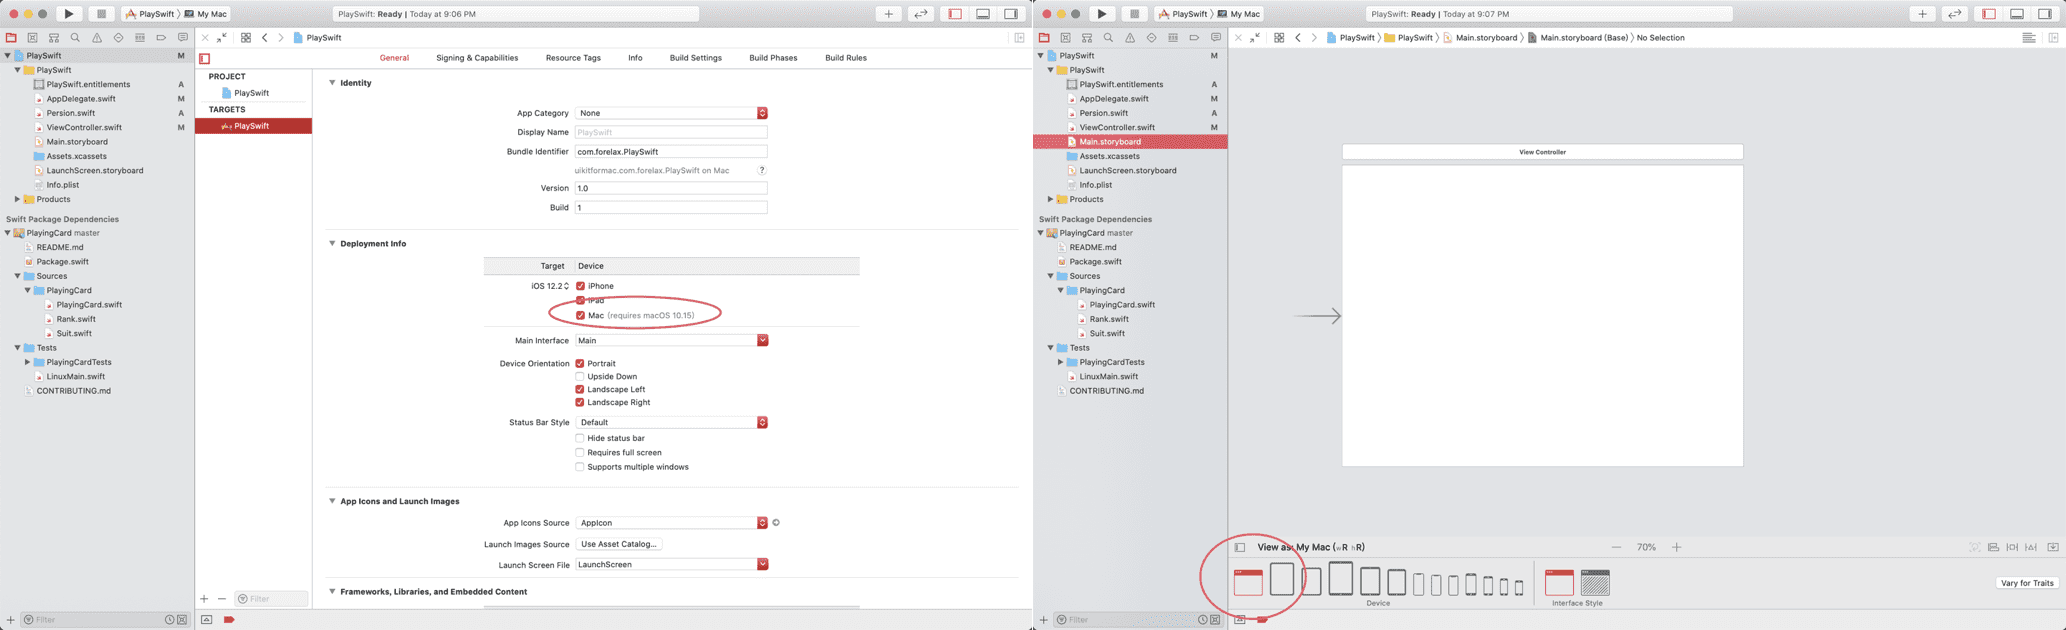 PlaySwift
My Mac
PlaySwift: Ready | Today at 9:06 PM
PlaySwift
PlaySwift M
PlaySwift
PlaySwift.entitlements A
AppDelegate.swift M
Persion.swift A
ViewController.swift M
Main.storyboard
Assets.xcassets
LaunchScreen.storyboard
Info.plist
Products
Swift Package Dependencies
PlayingCard master
README.md
Package.swift
Sources
PlayingCard
PlayingCard.swift
Rank.swift
Suit.swift
Tests
PlayingCardTests
LinuxMain.swift
CONTRIBUTING.md
Filter
PROJECT
PlaySwift
TARGETS
PlaySwift
Filter
General Signing & Capabilities Resource Tags Info Build Settings Build Phases Build Rules
Identity
App Category None
Display Name PlaySwift
Bundle Identifier com.forelax.PlaySwift
uikitformac.com.forelax.PlaySwift on Mac ?
Version 1.0
Build 1
Deployment Info
Target Device
iOS 12.2 iPhone
iPad
Mac (requires macOS 10.15)
Main Interface Main
Device Orientation Portrait
Upside Down
Landscape Left
Landscape Right
Status Bar Style Default
Hide status bar
Requires full screen
Supports multiple windows
App Icons and Launch Images
App Icons Source AppIcon
Launch Images Source Use Asset Catalog...
Launch Screen File LaunchScreen
Frameworks, Libraries, and Embedded Content
PlaySwift
My Mac
PlaySwift: Ready | Today at 9:07 PM
PlaySwift PlaySwift Main.storyboard Main.storyboard (Base) No Selection
PlaySwift M
PlaySwift
PlaySwift.entitlements A
AppDelegate.swift M
Persion.swift A
ViewController.swift M
Main.storyboard
Assets.xcassets
LaunchScreen.storyboard
Info.plist
Products
Swift Package Dependencies
PlayingCard master
README.md
Package.swift
Sources
PlayingCard
PlayingCard.swift
Rank.swift
Suit.swift
Tests
PlayingCardTests
LinuxMain.swift
CONTRIBUTING.md
Filter
View Controller
View as: My Mac (wR hR)
70%
Device
Interface Style
Vary for Traits